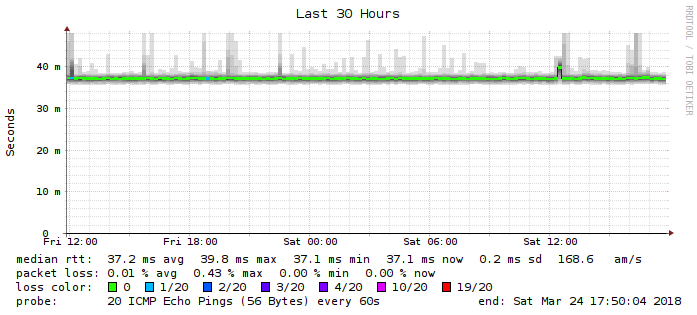 Last 30 Hours
RRDTOOL / TOBI OETIKER
Seconds
40 m
30 m
20 m
10 m
0
Fri 12:00 Fri 18:00 Sat 00:00 Sat 06:00 Sat 12:00
median rtt: 37.2 ms avg 39.8 ms max 37.1 ms min 37.1 ms now 0.2 ms sd 168.6 am/s
packet loss: 0.01 % avg 0.43 % max 0.00 % min 0.00 % now
loss color: 0 1/20 2/20 3/20 4/20 10/20 19/20
probe: 20 ICMP Echo Pings (56 Bytes) every 60s end: Sat Mar 24 17:50:04 2018